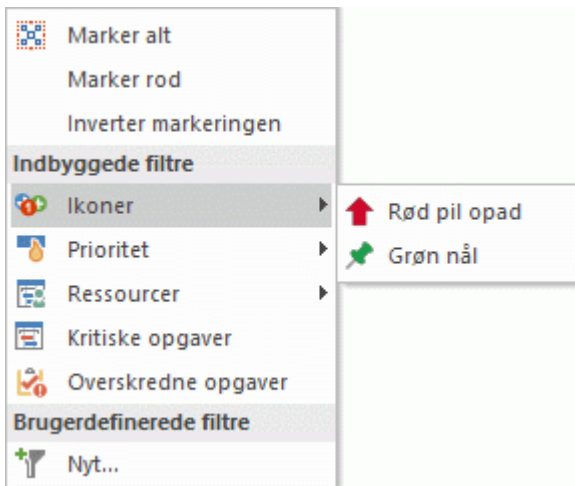 Marker alt
Marker rod
Inverter markeringen
Indbyggede filtre
Ikoner
Rød pil opad
Prioritet
Grøn nål
Ressourcer
Kritiske opgaver
Overskredne opgaver
Brugerdefinerede filtre
Nyt...